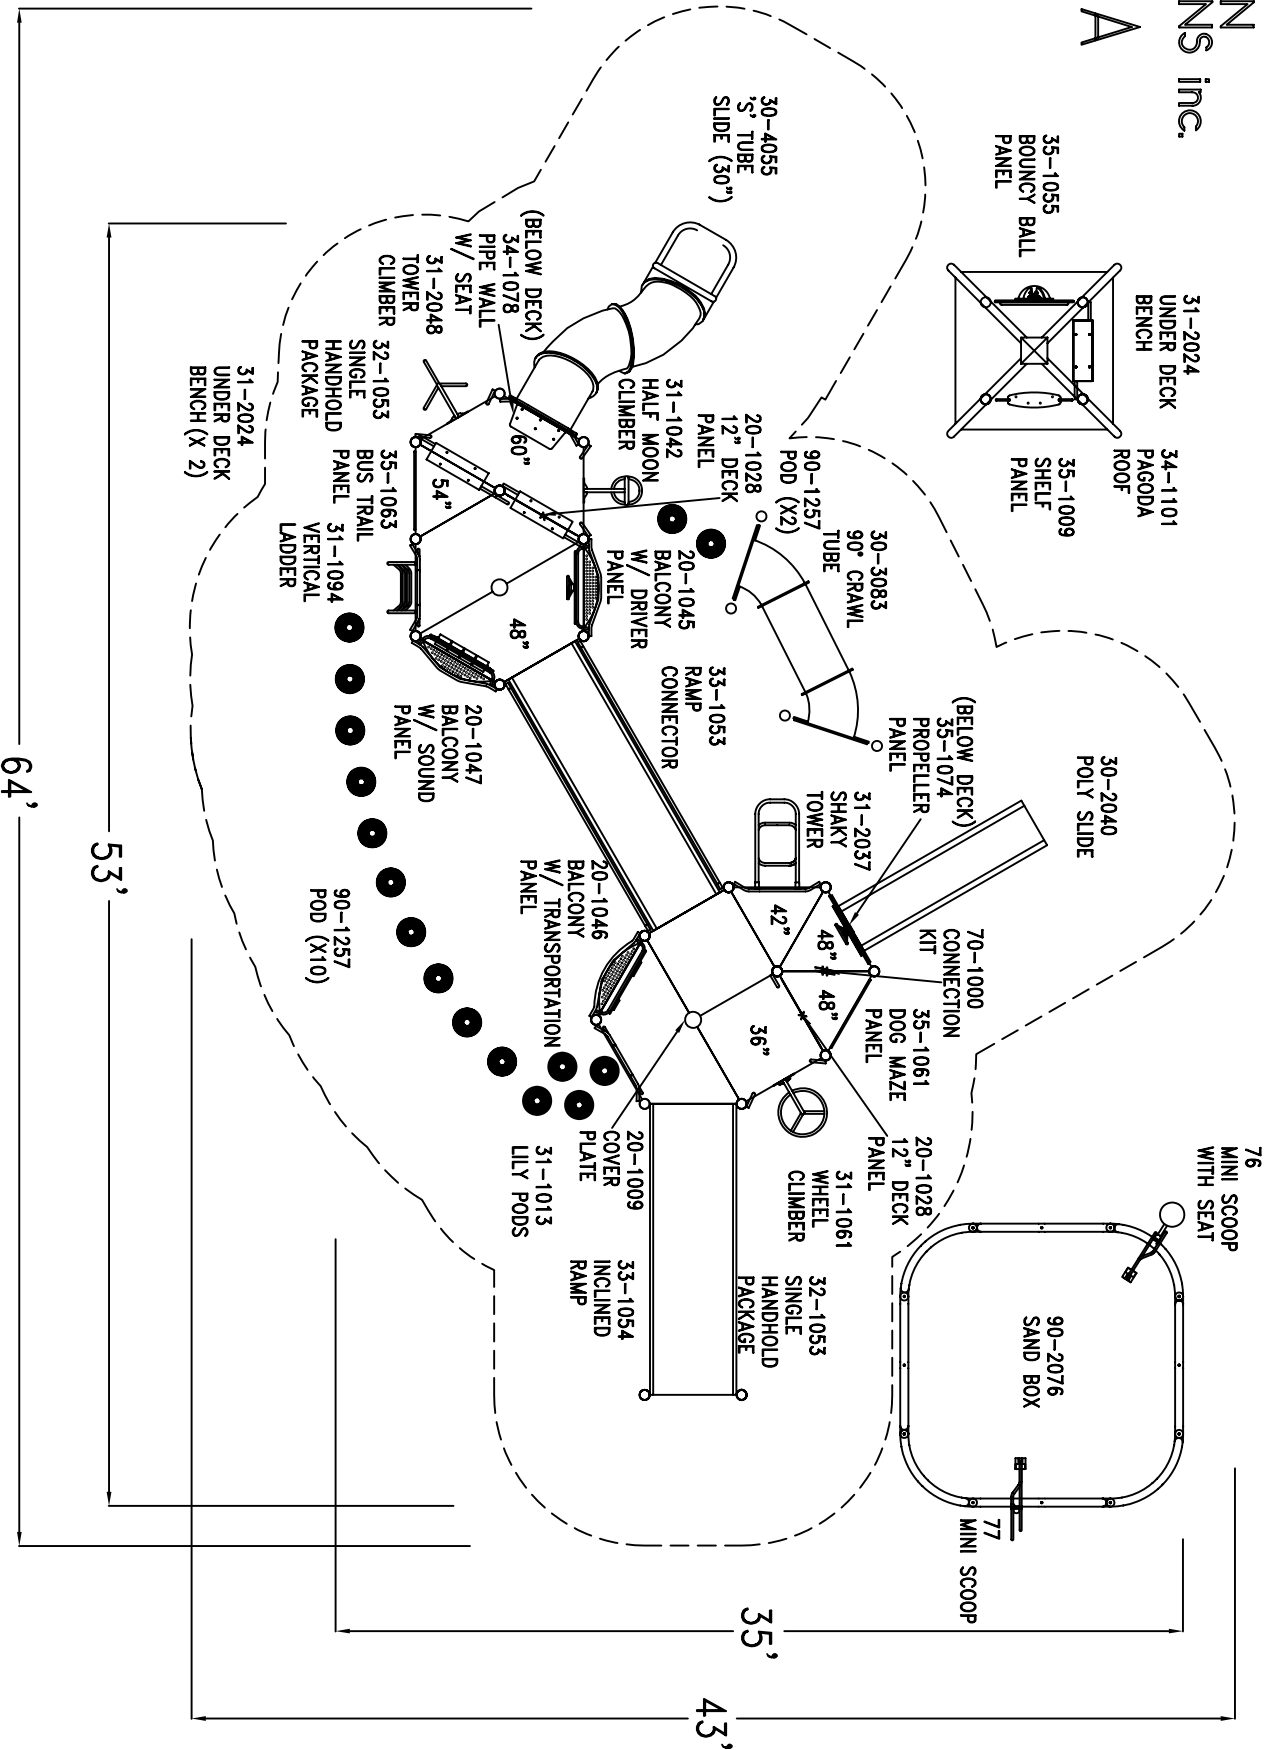 N
NS inc.
A
35-1055
BOUNCY BALL
PANEL
31-2024
UNDER DECK
BENCH
34-1101
PAGODA
ROOF
35-1009
SHELF
PANEL
30-4055
'S' TUBE
SLIDE (30")
(BELOW DECK)
34-1078
PIPE WALL
W/ SEAT
31-2048
TOWER
CLIMBER
32-1053
SINGLE
HANDHOLD
PACKAGE
31-2024
UNDER DECK
BENCH (X 2)
35-1063
BUS TRAIL
PANEL
31-1094
VERTICAL
LADDER
60"
54"
48"
31-1042
HALF MOON
CLIMBER
20-1028
12" DECK
PANEL
90-1257
POD (X2)
30-3083
90° CRAWL
TUBE
20-1045
BALCONY
W/ DRIVER
PANEL
33-1053
RAMP
CONNECTOR
20-1047
BALCONY
W/ SOUND
PANEL
(BELOW DECK)
35-1074
PROPELLER
PANEL
30-2040
POLY SLIDE
31-2037
SHAKY
TOWER
42"
48"
48"
36"
70-1000
CONNECTION
KIT
35-1061
DOG MAZE
PANEL
20-1028
12" DECK
PANEL
20-1046
BALCONY
W/ TRANSPORTATION
PANEL
90-1257
POD (X10)
20-1009
COVER
PLATE
31-1013
LILY PODS
31-1061
WHEEL
CLIMBER
32-1053
SINGLE
HANDHOLD
PACKAGE
33-1054
INCLINED
RAMP
76
MINI SCOOP
WITH SEAT
90-2076
SAND BOX
77
MINI SCOOP
53'
64'
35'
43'